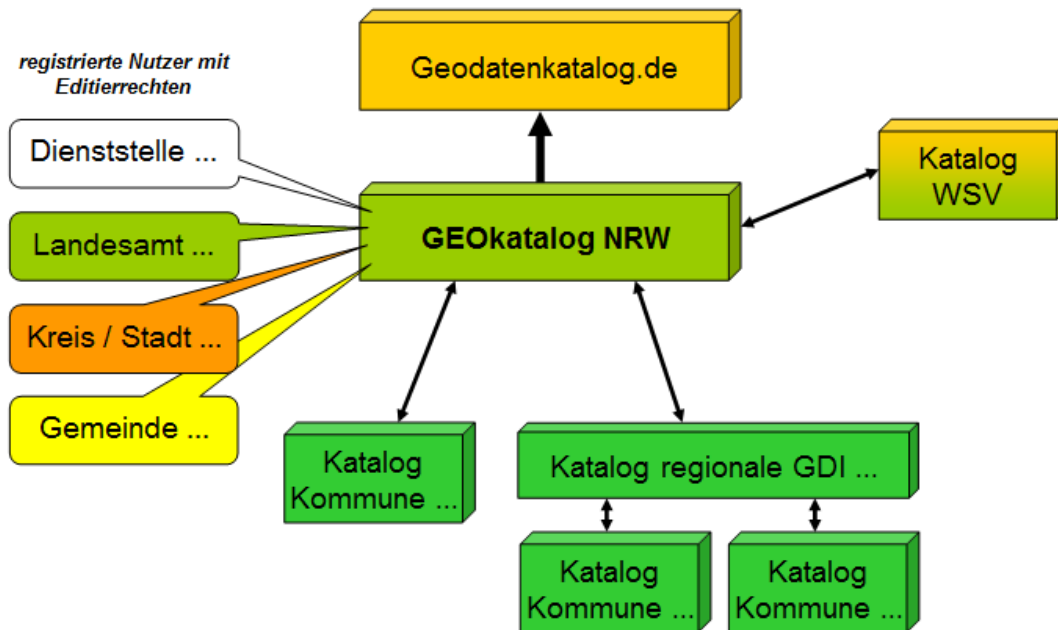 registrierte Nutzer mit
Editierrechten
Geodatenkatalog.de
Dienststelle ...
Katalog
WSV
Landesamt ...
GEOkatalog NRW
Kreis / Stadt ...
Gemeinde ...
Katalog
Kommune ...
Katalog regionale GDI ...
Katalog
Kommune ...
Katalog
Kommune ...